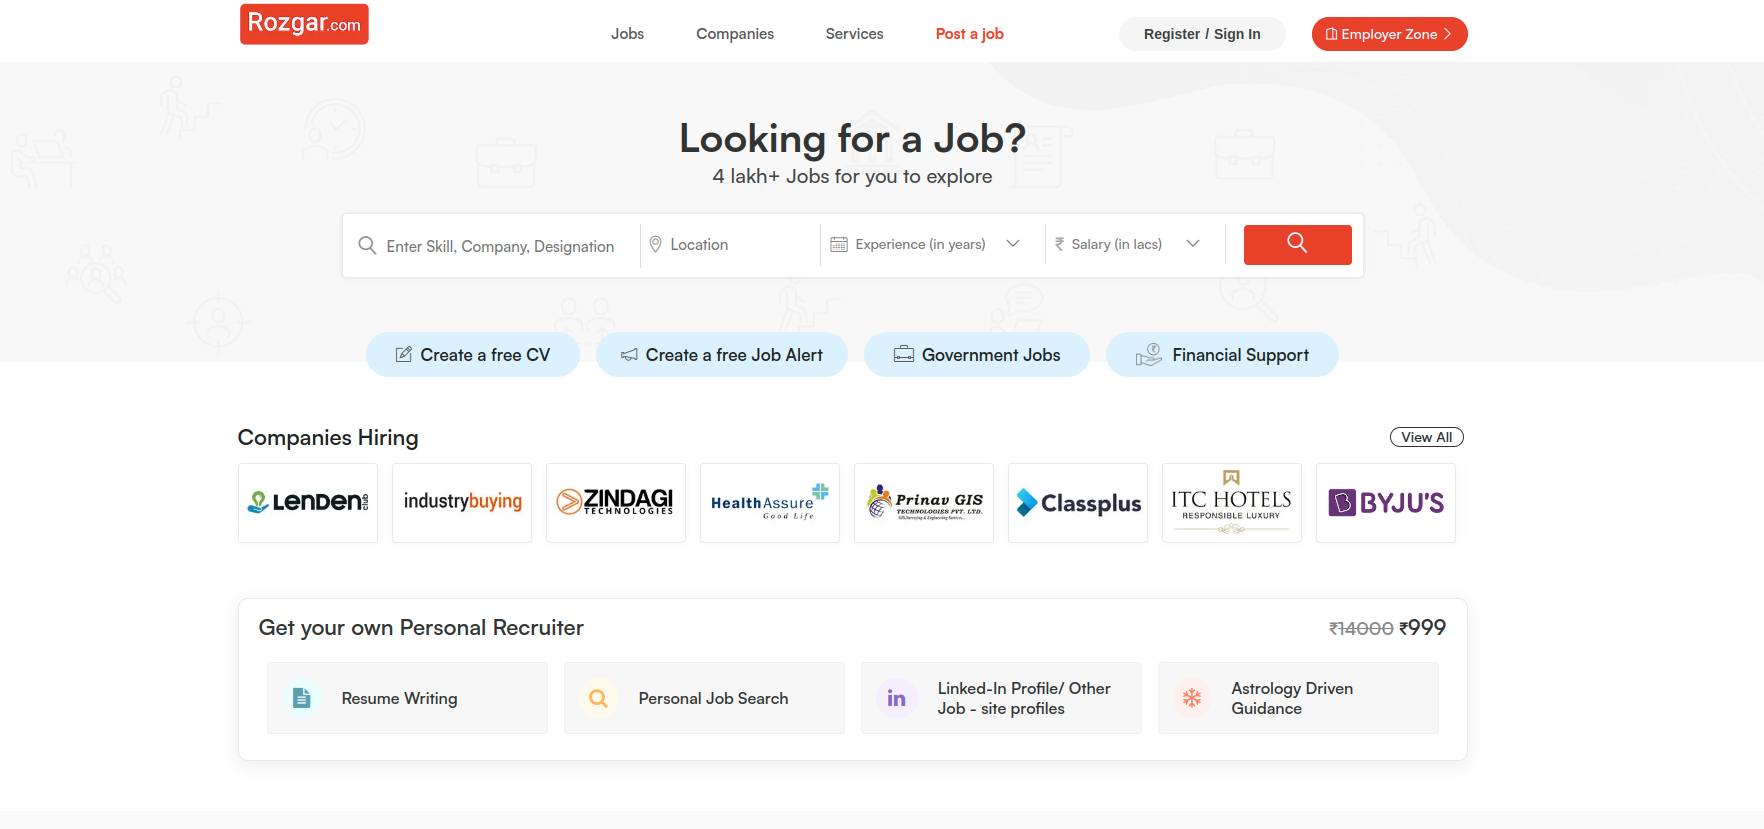 Rozgar.com
Jobs Companies Services Post a job Register / Sign In Employer Zone
Looking for a Job?
4 lakh+ Jobs for you to explore
Enter Skill, Company, Designation Location Experience (in years) ₹ Salary (in lacs)
Create a free CV Create a free Job Alert Government Jobs Financial Support
Companies Hiring View All
LenDen club
industrybuying
ZINDAGI
TECHNOLOGIES
HealthAssure
Good Life
Prinav GIS
TECHNOLOGIES PVT. LTD.
Classplus
ITC HOTELS
RESPONSIBLE LUXURY
BYJU'S
Get your own Personal Recruiter ₹14000 ₹999
Resume Writing
Personal Job Search
Linked-In Profile/ Other
Job - site profiles
Astrology Driven
Guidance